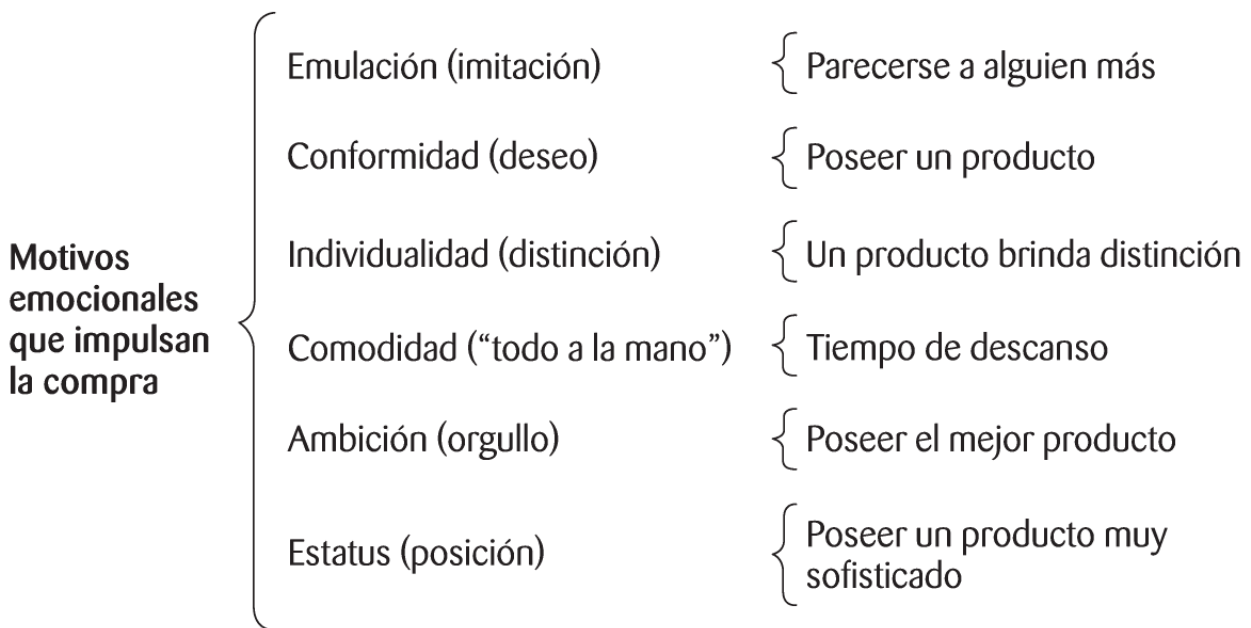 Motivos
emocionales
que impulsan
la compra
Emulación (imitación)
Parecerse a alguien más
Conformidad (deseo)
Poseer un producto
Individualidad (distinción)
Un producto brinda distinción
Comodidad (“todo a la mano”)
Tiempo de descanso
Ambición (orgullo)
Poseer el mejor producto
Estatus (posición)
Poseer un producto muy
sofisticado